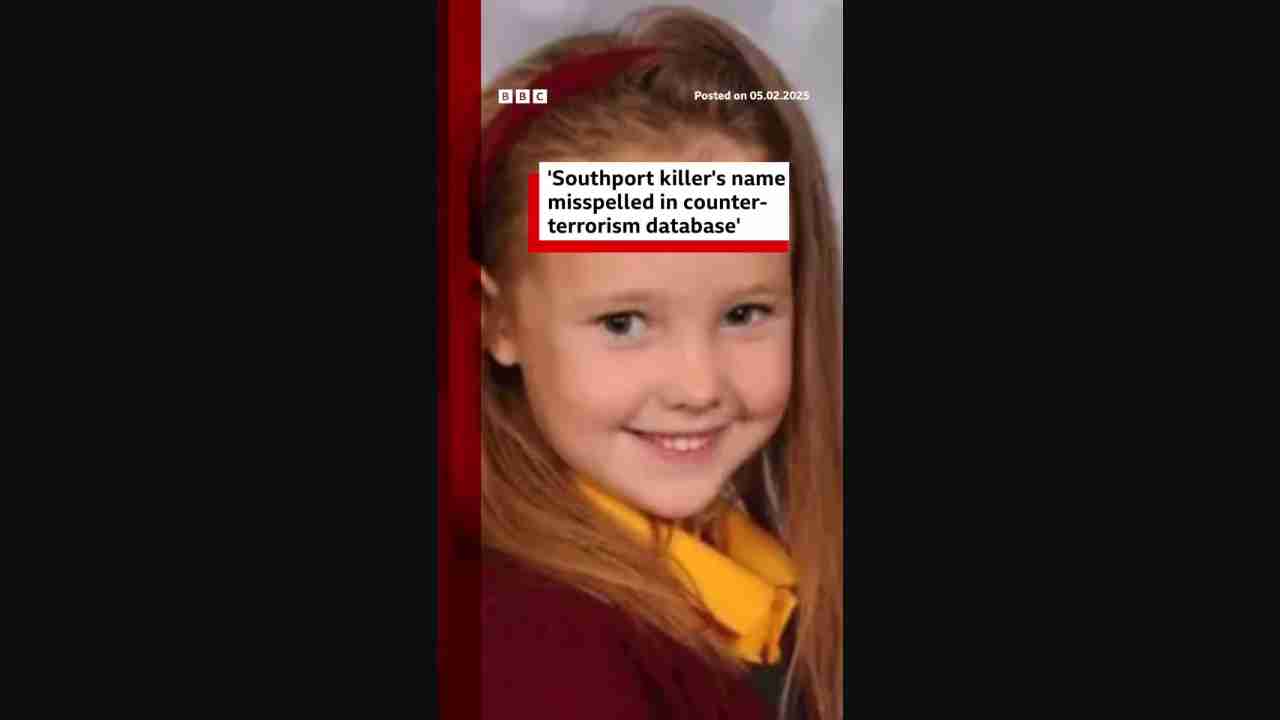 BBC
Posted on 05.02.2025
'Southport killer's name
misspelled in counter-
terrorism database'